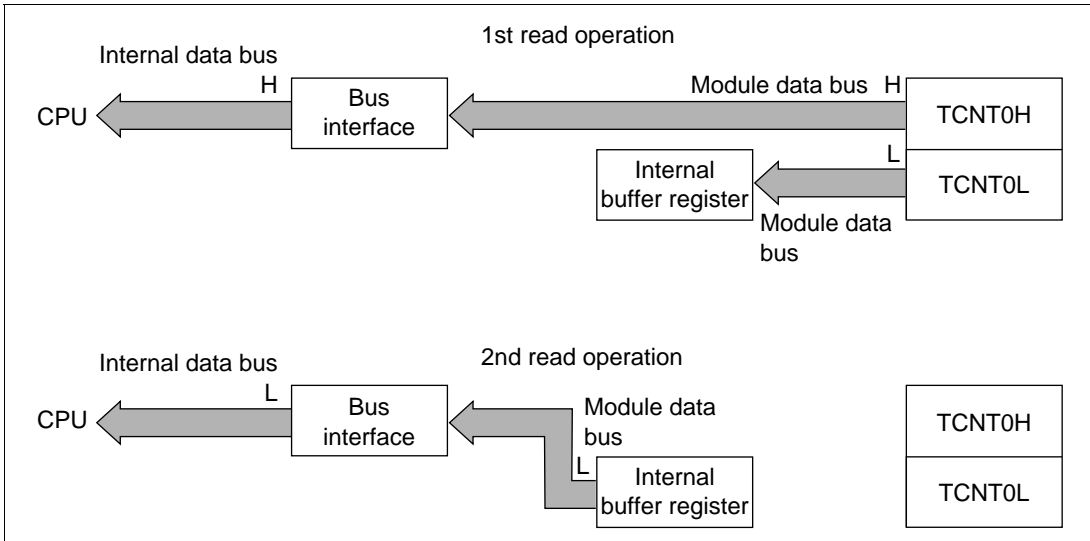 1st read operation
Internal data bus
H
Module data bus H
CPU
Bus
interface
TCNT0H
L
Internal
buffer register
TCNT0L
Module data
bus
2nd read operation
Internal data bus
L
CPU
Bus
interface
Module data
bus
TCNT0H
L
Internal
buffer register
TCNT0L